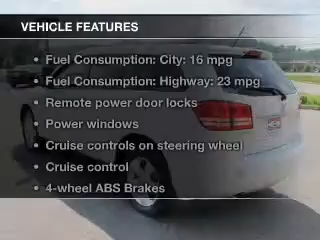 VEHICLE FEATURES
• Fuel Consumption: City: 16 mpg
• Fuel Consumption: Highway: 23 mpg
• Remote power door locks
• Power windows
• Cruise controls on steering wheel
• Cruise control
• 4-wheel ABS Brakes